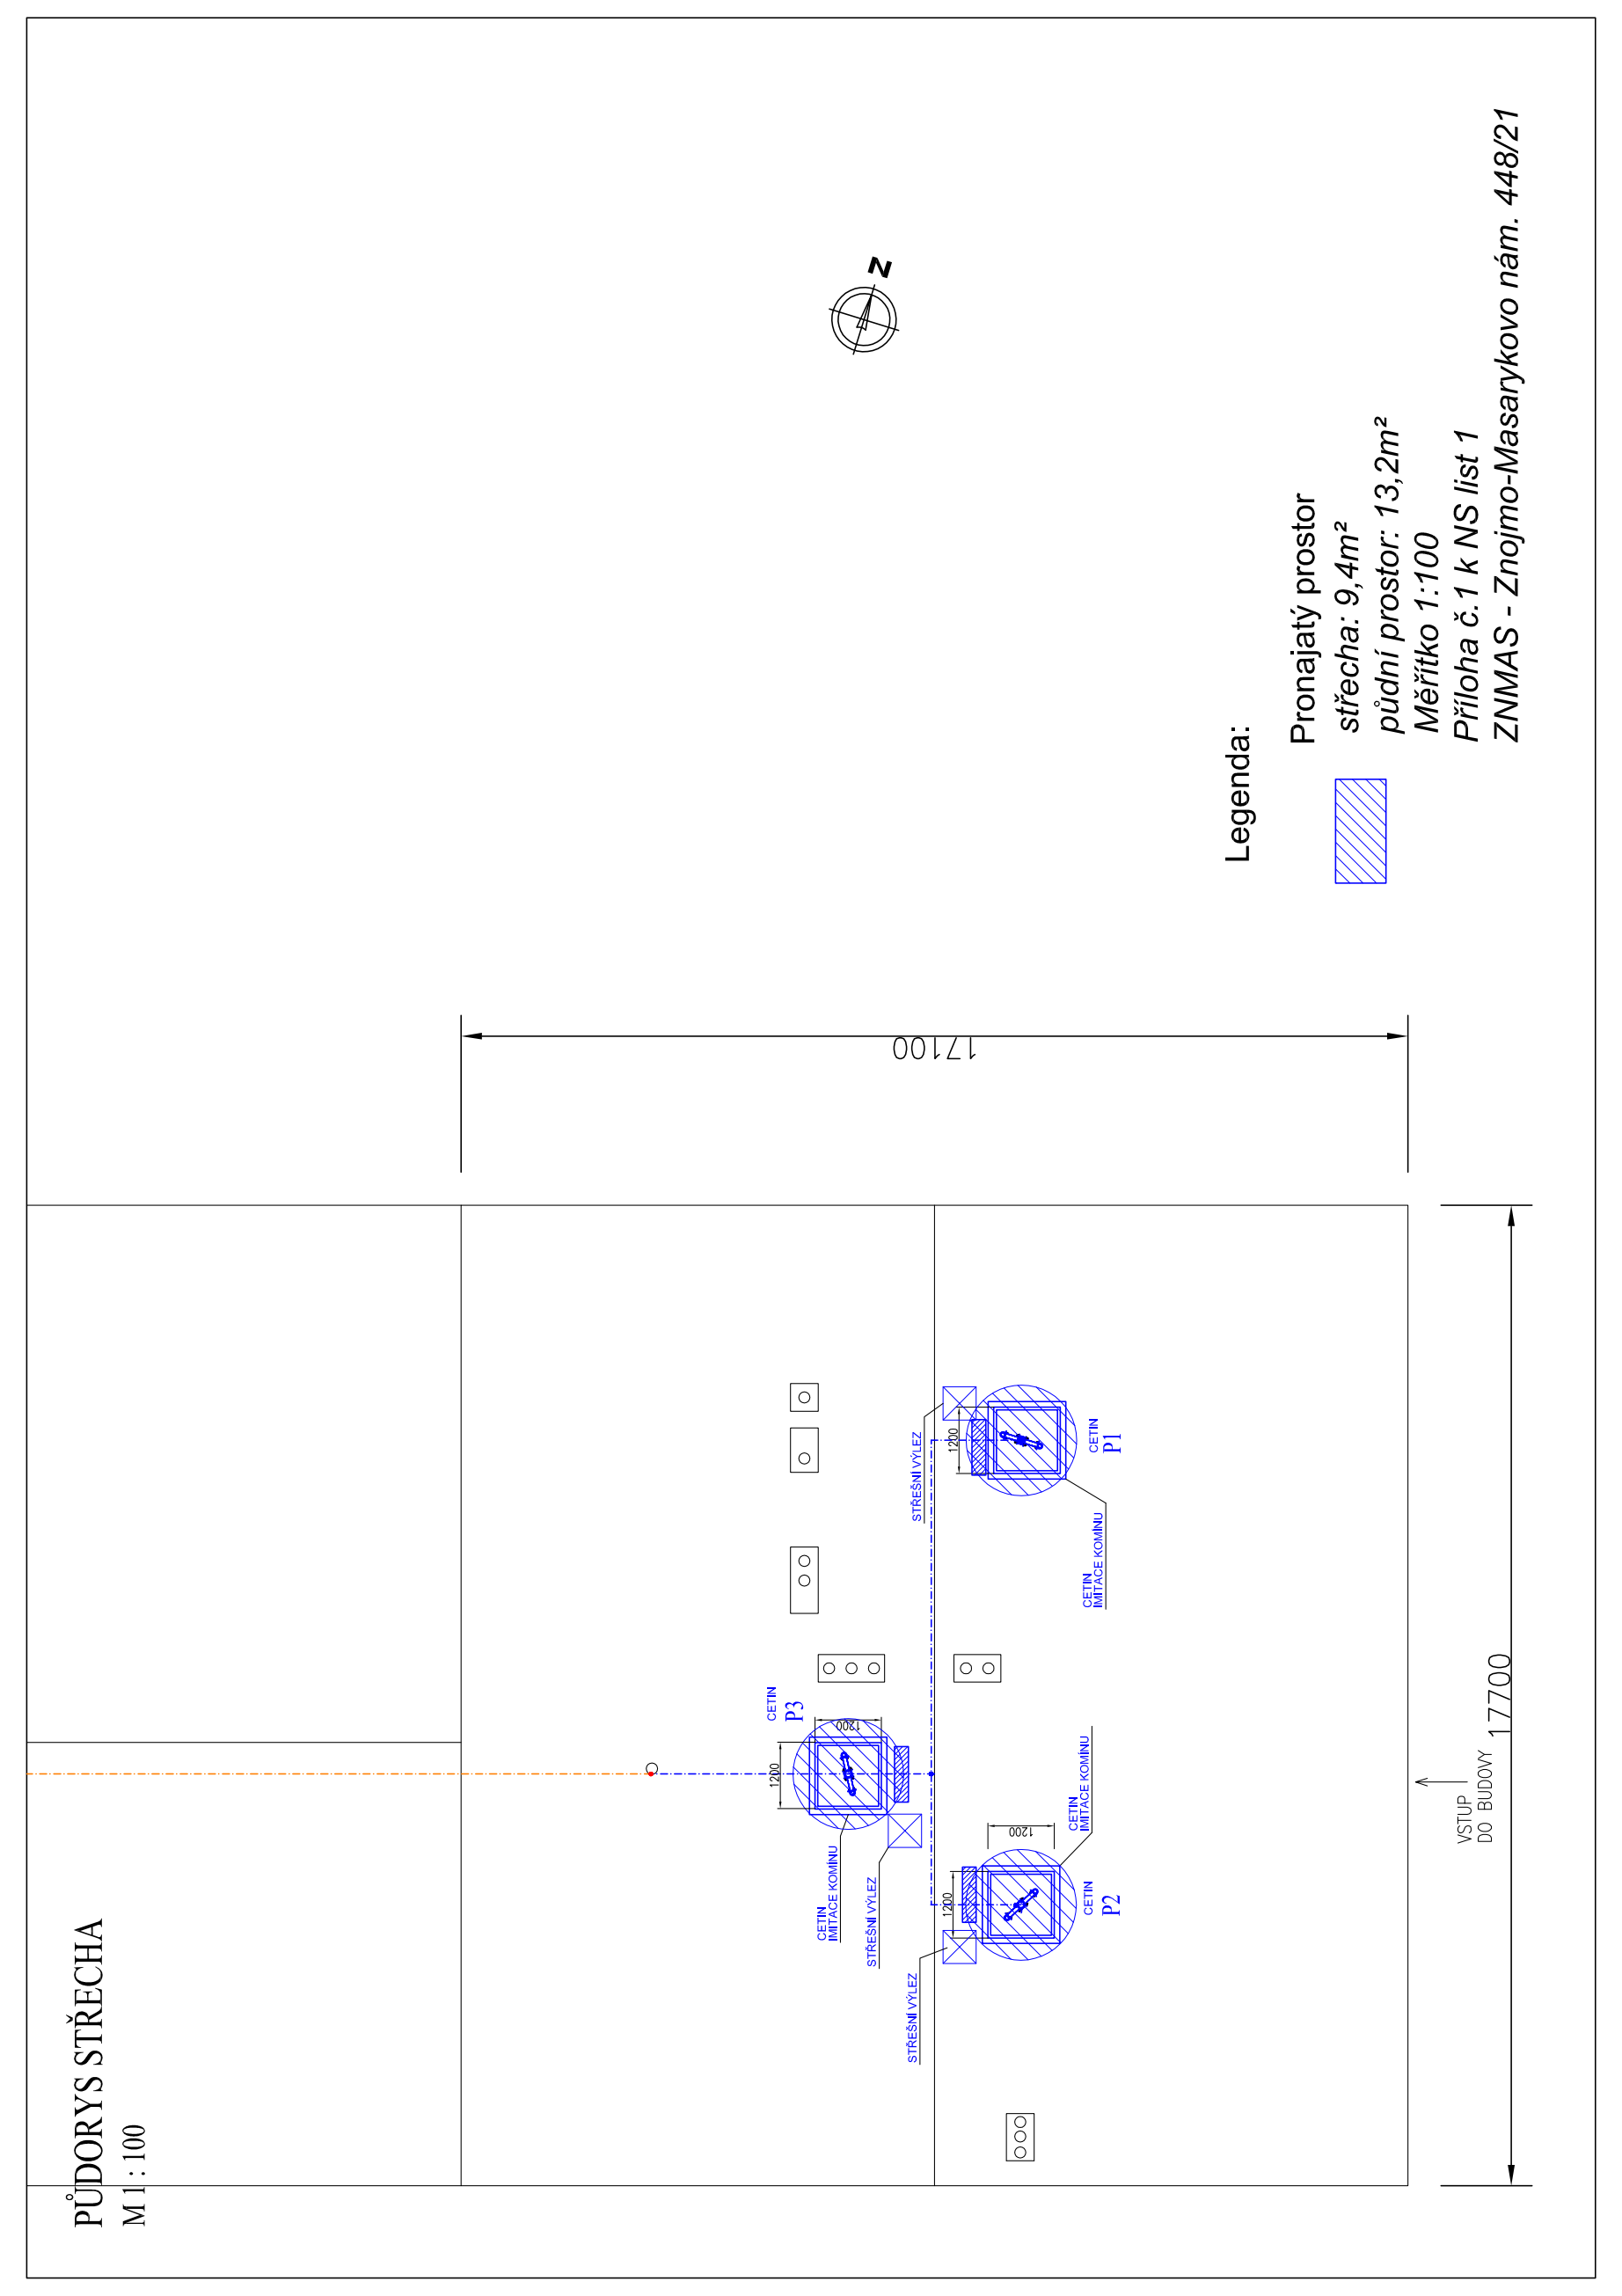 PŮDORYS STŘECHA
M 1 : 100
CETIN
P3
1200
1200
CETIN
IMITACE KOMÍNU
STŘEŠNÍ VÝLEZ
STŘEŠNÍ VÝLEZ
1200
1200
CETIN
P2
CETIN
IMITACE KOMÍNU
STŘEŠNÍ VÝLEZ
1200
CETIN
P1
CETIN
IMITACE KOMÍNU
VSTUP
DO BUDOVY
17700
17100
N
Legenda:
Pronajatý prostor
střecha: 9,4m²
půdní prostor: 13,2m²
Měřítko 1:100
Příloha č.1 k NS list 1
ZNMAS - Znojmo-Masarykovo nám. 448/21